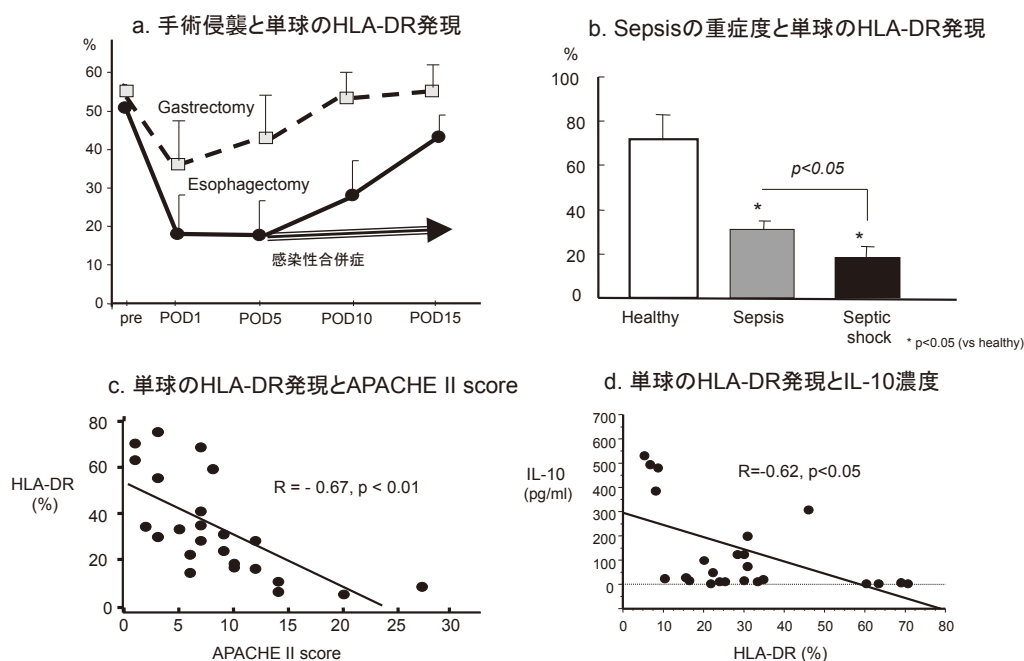 a. 手術侵襲と単球のHLA-DR発現
%
60
50
40
30
20
10
0
Gastrectomy
Esophagectomy
感染性合併症
pre POD1 POD5 POD10 POD15
b. Sepsisの重症度と単球のHLA-DR発現
%
100
80
60
40
20
0
p<0.05
*
*
Healthy Sepsis Septic
shock
* p<0.05 (vs healthy)
c. 単球のHLA-DR発現とAPACHE II score
HLA-DR
(%)
80
60
40
20
0
R = - 0.67, p < 0.01
0 5 10 15 20 25 30
APACHE II score
d. 単球のHLA-DR発現とIL-10濃度
IL-10
(pg/ml)
700
600
500
400
300
200
100
0
R=-0.62, p<0.05
0 10 20 30 40 50 60 70 80
HLA-DR (%)